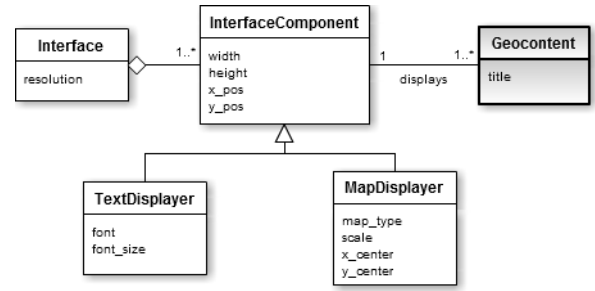 Interface
resolution
1..*
InterfaceComponent
width
height
x_pos
y_pos
1
1..*
displays
Geocontent
title
TextDisplayer
font
font_size
MapDisplayer
map_type
scale
x_center
y_center